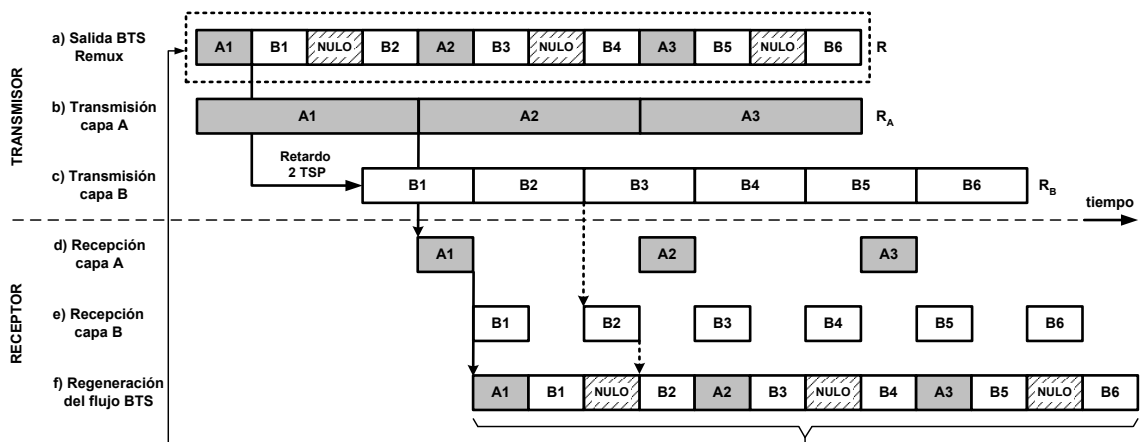 a) Salida BTS
Remux
A1 B1 NULO B2 A2 B3 NULO B4 A3 B5 NULO B6
R
TRANSMISOR
b) Transmisión
capa A
A1 A2 A3
R_A
Retardo
2 TSP
c) Transmisión
capa B
B1 B2 B3 B4 B5 B6
R_B
tiempo
RECEPTOR
d) Recepción
capa A
A1 A2 A3
e) Recepción
capa B
B1 B2 B3 B4 B5 B6
f) Regeneración
del flujo BTS
A1 B1 NULO B2 A2 B3 NULO B4 A3 B5 NULO B6